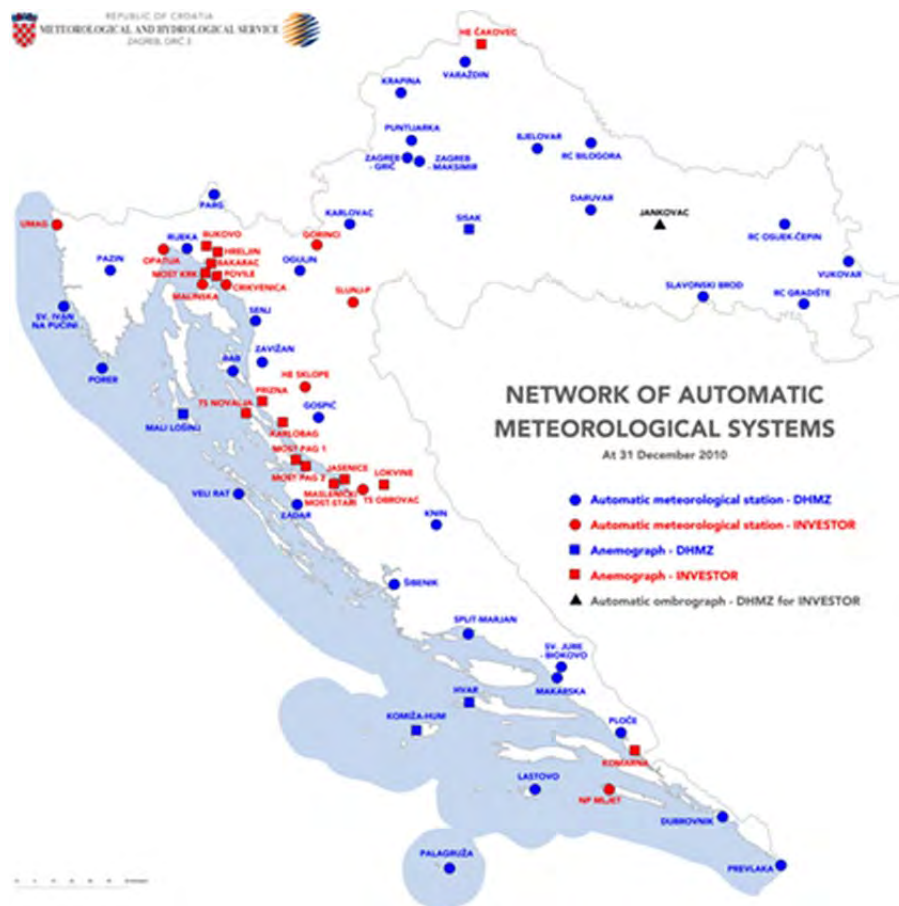 REPUBLIC OF CROATIA
METEOROLOGICAL AND HYDROLOGICAL SERVICE
ZAGREB, GRIČ 3
HE ČAKOVEC
VARAŽDIN
KRAPINA
PUNTIJARKA
ZAGREB
- GRIČ
ZAGREB
- MAKSIMIR
BJELOVAR
RC BILOGORA
PARG
DARUVAR
UMAG
RIJEKA
BUKOVO
KARLOVAC
SISAK
JANKOVAC
GORINCI
HRELJIN
RC OSIJEK-ČEPIN
PAZIN
OPATIJA
BAKARAC
OGULIN
MOST KRK
POVILE
VUKOVAR
MALINSKA
CRIKVENICA
SLUNJ-P
SLAVONSKI BROD
RC GRADIŠTE
SV. IVAN
NA PUČINI
SENJ
ZAVIŽAN
RAB
PORER
HE SKLOPE
PRIZNA
TS NOVALJA
GOSPIĆ
MALI LOŠINJ
KARLOBAG
NETWORK OF AUTOMATIC
METEOROLOGICAL SYSTEMS
At 31 December 2010
MOST PAG 1
MOST PAG 2
JASENICE
LOKVINE
MASLENIČKI
MOST STARI
TS OBROVAC
VELI RAT
ZADAR
KNIN
Automatic meteorological station - DHMZ
Automatic meteorological station - INVESTOR
Anemograph - DHMZ
Anemograph - INVESTOR
Automatic ombrograph - DHMZ for INVESTOR
ŠIBENIK
SPLIT-MARJAN
SV. JURE
- BIOKOVO
MAKARSKA
HVAR
KOMIŽA-HUM
PLOČE
KOMARNA
LASTOVO
NP MLJET
DUBROVNIK
PALAGRUŽA
PREVLAKA